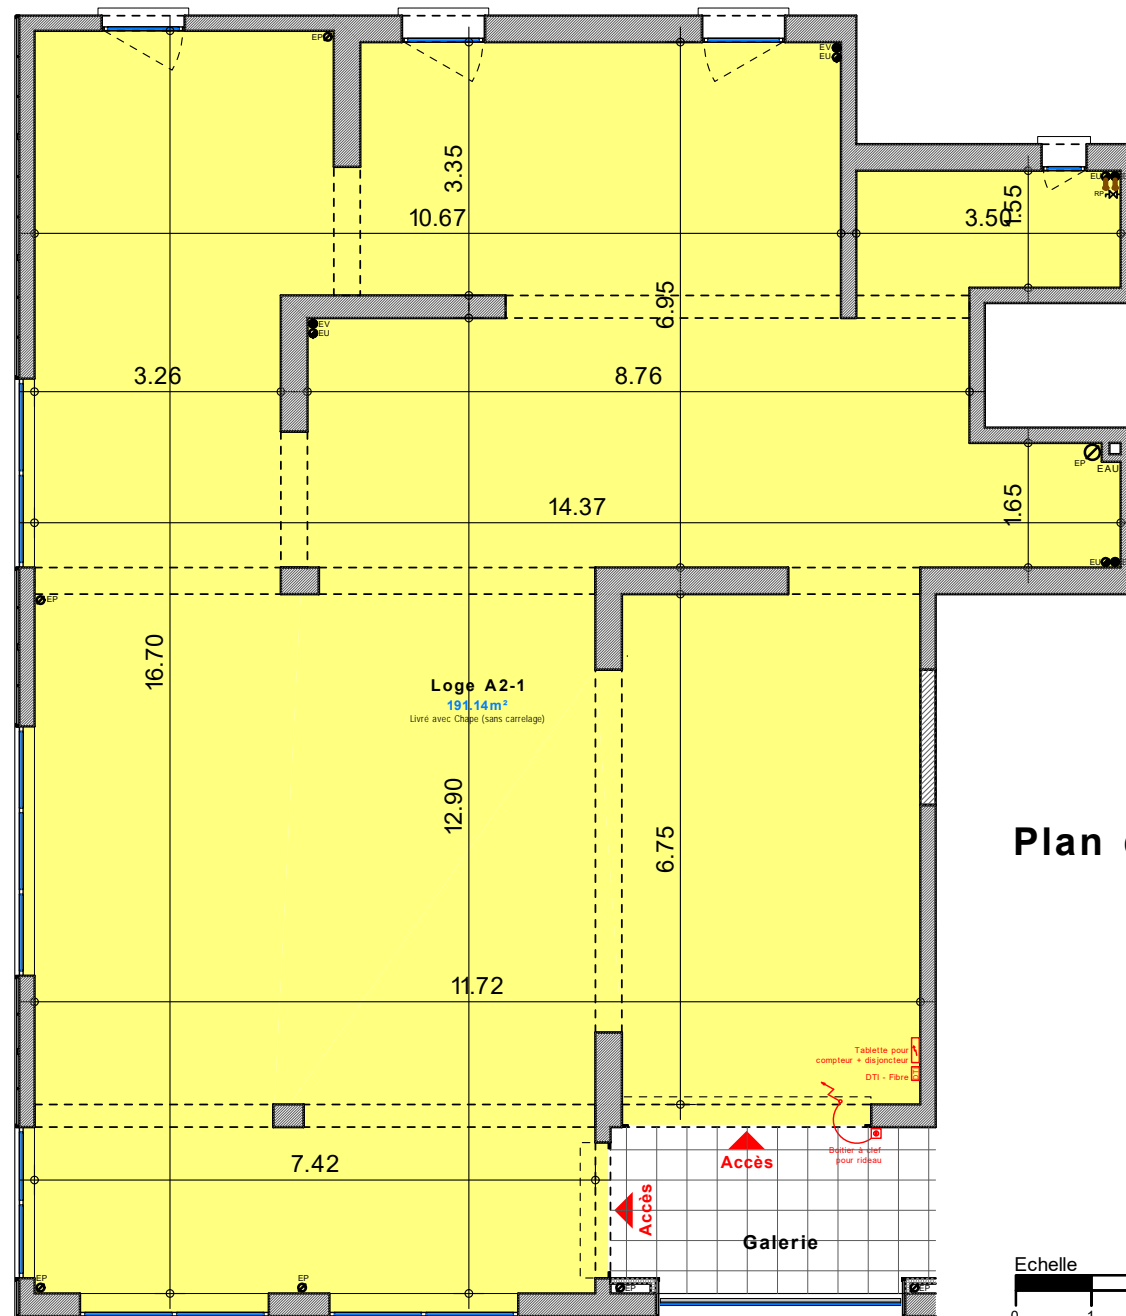 EP
EV
EU
3.35
1.55
EU
RP
10.67
3.50
6.95
EV
EU
3.26
8.76
EP
EAU
1.65
14.37
EU
EP
16.70
Loge A2-1
191.14m²
Livré avec Chape (sans carrelage)
12.90
6.75
Plan
11.72
Tablette pour
compteur + disjoncteur
DTI - Fibre
DTI
Boitier à clef
pour rideau
7.42
Accès
Accès
Galerie
EP
EP
EP
EP
Echelle
0 1